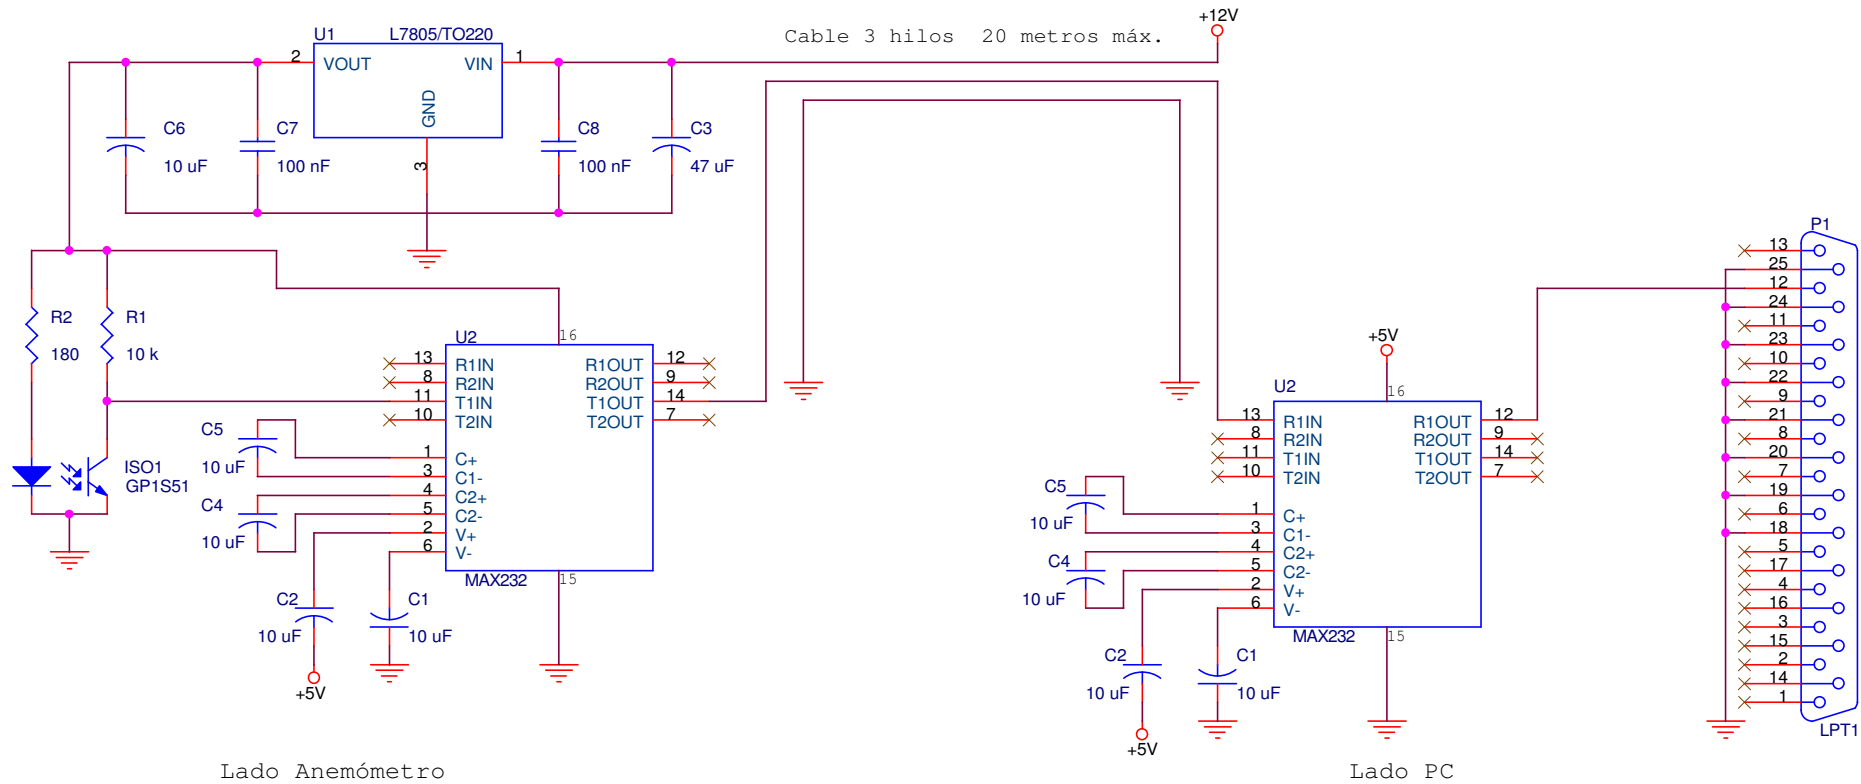 +12V
Cable 3 hilos 20 metros máx.
U1 L7805/TO220
2 VOUT VIN 1
GND
3
C6
10 uF
C7
100 nF
C8
100 nF
C3
47 uF
R2
180
R1
10 k
ISO1
GP1S51
U2
16
13 R1IN R1OUT 12
8 R2IN R2OUT 9
11 T1IN T1OUT 14
10 T2IN T2OUT 7
1 C+
3 C1-
4 C2+
5 C2-
2 V+
6 V-
MAX232
15
C5
10 uF
C4
10 uF
C2
10 uF
+5V
C1
10 uF
Lado Anemómetro
+5V
U2
16
13 R1IN R1OUT 12
8 R2IN R2OUT 9
11 T1IN T1OUT 14
10 T2IN T2OUT 7
1 C+
3 C1-
4 C2+
5 C2-
2 V+
6 V-
MAX232
15
C5
10 uF
C4
10 uF
C2
10 uF
+5V
C1
10 uF
Lado PC
P1
13
25
12
24
11
23
10
22
9
21
8
20
7
19
6
18
5
17
4
16
3
15
2
14
1
LPT1